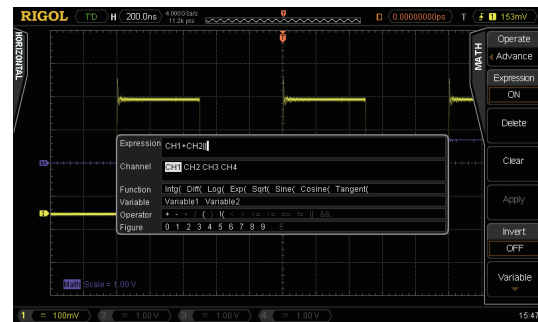 RIGOL T'D H 200.0ns 4.000GSa/s 11.2k pts D 0.00000000ps T 1 153mV
HORIZONTAL
MATH
Operate
Advance
Expression
ON
Delete
Clear
Apply
Invert
OFF
Variable
Expression CH1+CH2||
Channel CH1 CH2 CH3 CH4
Function Intg( Diff( Log( Exp( Sqrt( Sine( Cosine( Tangent(
Variable Variable1 Variable2
Operator + - * / ( ) !( < > <= >= == != || &&
Figure 0 1 2 3 4 5 6 7 8 9 . E
M
1
Math Scale = 1.00 V
1 = 100mV 2 = 1.00 V 3 = 1.00 V 4 = 1.00 V 15:47